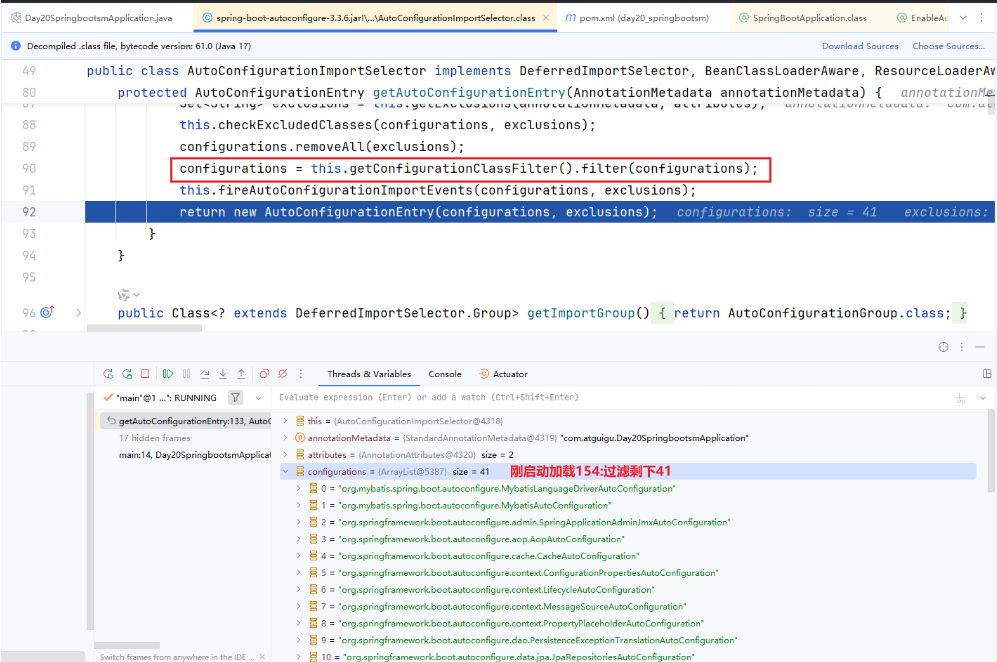 Day20SpringbootsmApplication.java spring-boot-autoconfigure-3.3.6.jar!\...\AutoConfigurationImportSelector.class × pom.xml (day20_springbootsm) SpringBootApplication.class EnableAu
Decompiled .class file, bytecode version: 61.0 (Java 17) Download Sources Choose Sources...
49 public class AutoConfigurationImportSelector implements DeferredImportSelector, BeanClassLoaderAware, ResourceLoaderAw
80 protected AutoConfigurationEntry getAutoConfigurationEntry(AnnotationMetadata annotationMetadata) { annotationMe
87 Set<String> exclusions = this.getExclusions(annotationMetadata, attributes); annotationMetadata: "com.at
88 this.checkExcludedClasses(configurations, exclusions);
89 configurations.removeAll(exclusions);
90 configurations = this.getConfigurationClassFilter().filter(configurations);
91 this.fireAutoConfigurationImportEvents(configurations, exclusions);
92 return new AutoConfigurationEntry(configurations, exclusions); configurations: size = 41 exclusions:
93 }
94 }
95
96 public Class<? extends DeferredImportSelector.Group> getImportGroup() { return AutoConfigurationGroup.class; }
Threads & Variables Console Actuator
"main"@1 ...": RUNNING
Evaluate expression (Enter) or add a watch (Ctrl+Shift+Enter)
getAutoConfigurationEntry:133, AutoC
17 hidden frames
main:14, Day20SpringbootsmApplicat
this = {AutoConfigurationImportSelector@4318}
annotationMetadata = {StandardAnnotationMetadata@4319} "com.atguigu.Day20SpringbootsmApplication"
attributes = {AnnotationAttributes@4320} size = 2
configurations = {ArrayList@5387} size = 41 刚启动加载154:过滤剩下41
0 = "org.mybatis.spring.boot.autoconfigure.MybatisLanguageDriverAutoConfiguration"
1 = "org.mybatis.spring.boot.autoconfigure.MybatisAutoConfiguration"
2 = "org.springframework.boot.autoconfigure.admin.SpringApplicationAdminJmxAutoConfiguration"
3 = "org.springframework.boot.autoconfigure.aop.AopAutoConfiguration"
4 = "org.springframework.boot.autoconfigure.cache.CacheAutoConfiguration"
5 = "org.springframework.boot.autoconfigure.context.ConfigurationPropertiesAutoConfiguration"
6 = "org.springframework.boot.autoconfigure.context.LifecycleAutoConfiguration"
7 = "org.springframework.boot.autoconfigure.context.MessageSourceAutoConfiguration"
8 = "org.springframework.boot.autoconfigure.context.PropertyPlaceholderAutoConfiguration"
9 = "org.springframework.boot.autoconfigure.dao.PersistenceExceptionTranslationAutoConfiguration"
10 = "org.springframework.boot.autoconfigure.data.jpa.JpaRepositoriesAutoConfiguration"
Switch frames from anywhere in the IDE ... ×